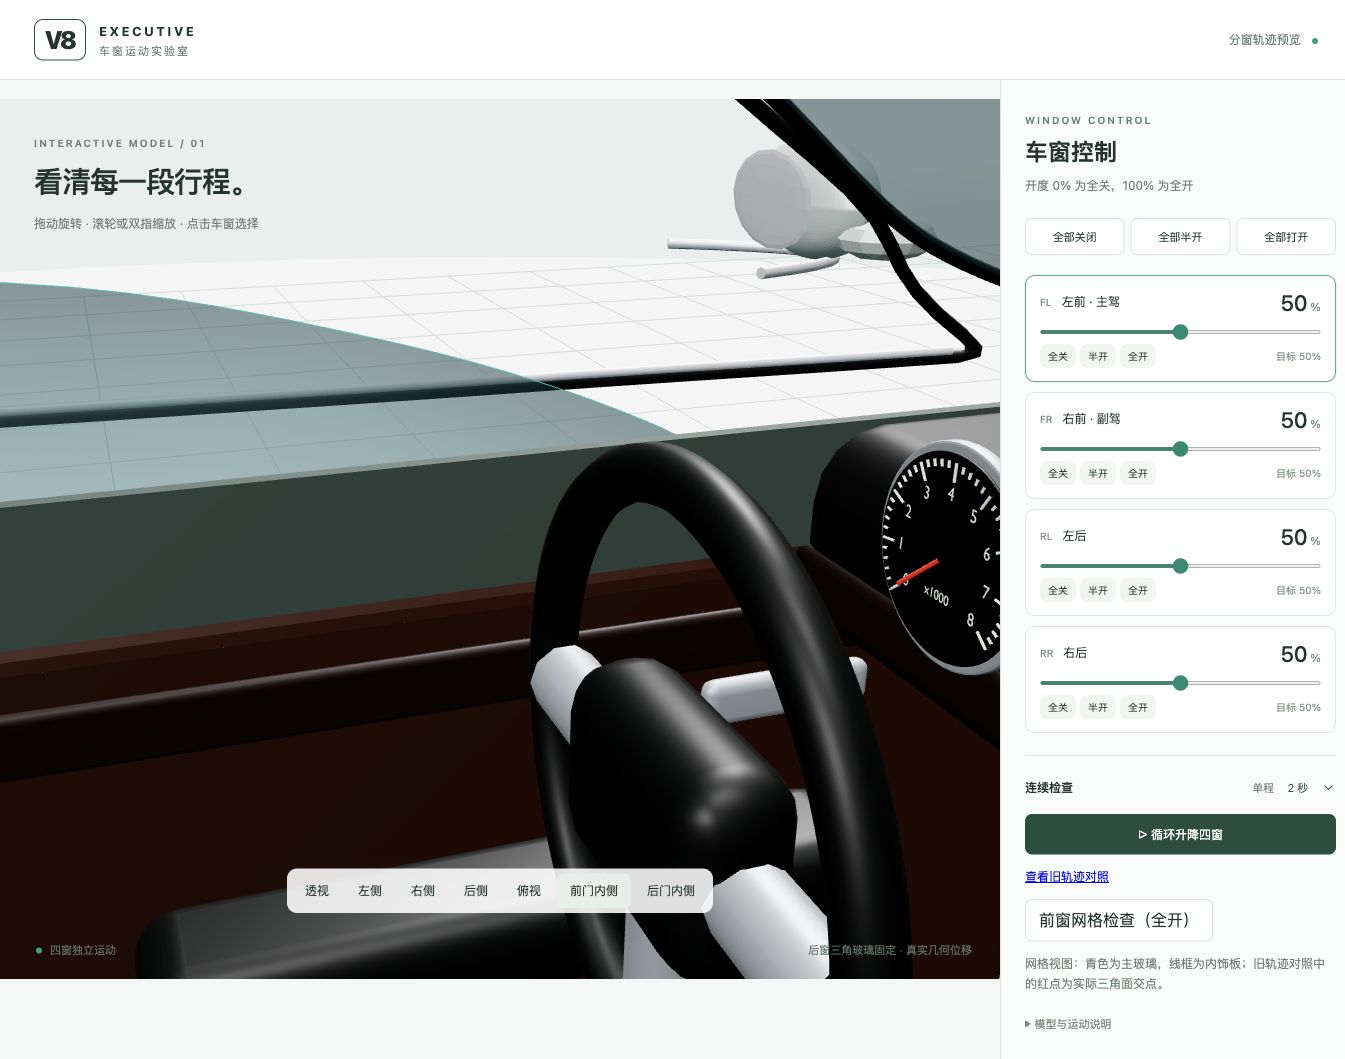 V8
EXECUTIVE
车窗运动实验室
分窗轨迹预览
INTERACTIVE MODEL / 01
看清每一段行程。
拖动旋转 · 滚轮或双指缩放 · 点击车窗选择
1
2
3
4
5
6
7
8
x1000
透视
左侧
右侧
后侧
俯视
前门内侧
后门内侧
四窗独立运动
后窗三角玻璃固定 · 真实几何位移
WINDOW CONTROL
车窗控制
开度 0% 为全关，100% 为全开
全部关闭
全部半开
全部打开
FL 左前 · 主驾 50 %
全关 半开 全开 目标 50%
FR 右前 · 副驾 50 %
全关 半开 全开 目标 50%
RL 左后 50 %
全关 半开 全开 目标 50%
RR 右后 50 %
全关 半开 全开 目标 50%
连续检查 单程 2 秒
循环升降四窗
查看旧轨迹对照
前窗网格检查（全开）
网格视图：青色为主玻璃，线框为内饰板；旧轨迹对照中
的红点为实际三角面交点。
模型与运动说明